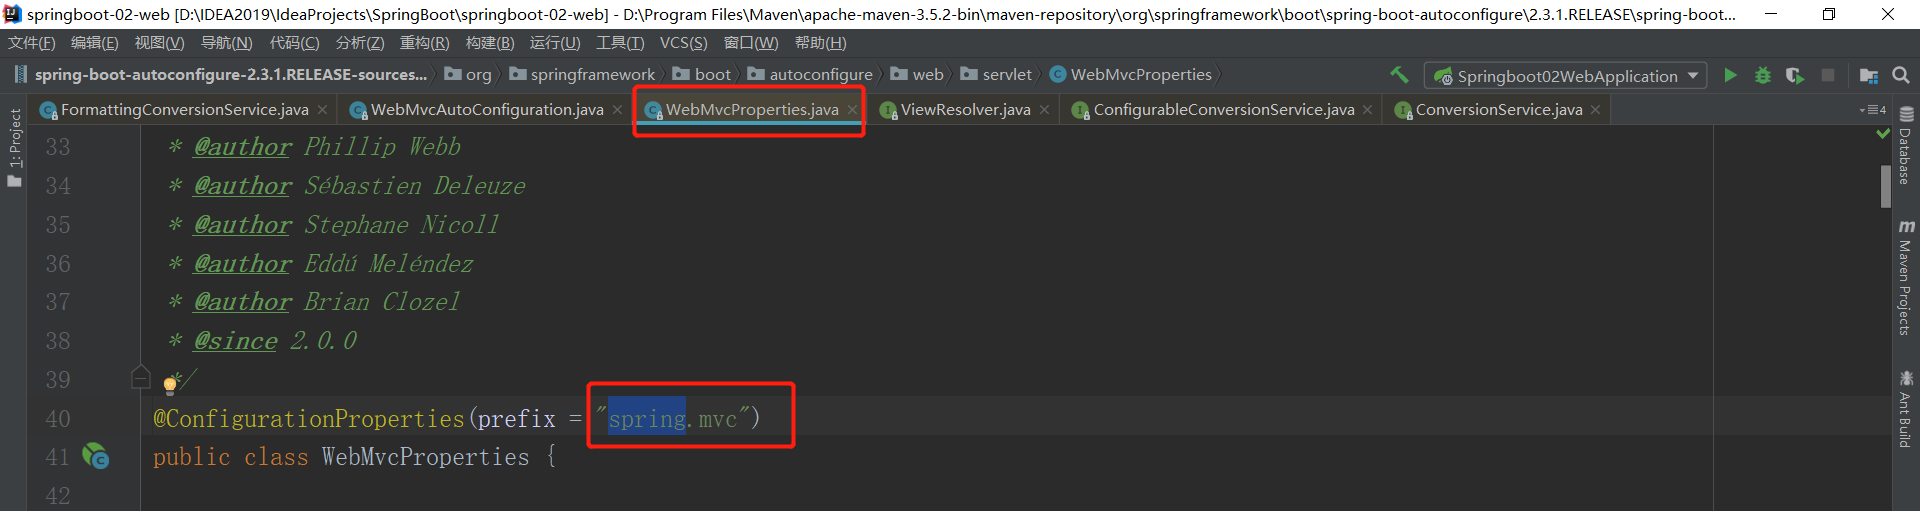 springboot-02-web [D:\IDEA2019\IdeaProjects\SpringBoot\springboot-02-web] - D:\Program Files\Maven\apache-maven-3.5.2-bin\maven-repository\org\springframework\boot\spring-boot-autoconfigure\2.3.1.RELEASE\spring-boot...
文件(F) 编辑(E) 视图(V) 导航(N) 代码(C) 分析(Z) 重构(R) 构建(B) 运行(U) 工具(T) VCS(S) 窗口(W) 帮助(H)
spring-boot-autoconfigure-2.3.1.RELEASE-sources... org springframework boot autoconfigure web servlet WebMvcProperties Springboot02WebApplication
FormattingConversionService.java WebMvcAutoConfiguration.java WebMvcProperties.java ViewResolver.java ConfigurableConversionService.java ConversionService.java 4
1: Project
33 * @author Phillip Webb
34 * @author Sébastien Deleuze
35 * @author Stephane Nicoll
36 * @author Eddú Meléndez
37 * @author Brian Clozel
38 * @since 2.0.0
39 */
40 @ConfigurationProperties(prefix = "spring.mvc")
41 public class WebMvcProperties {
42
Database
m Maven Projects
Ant Build